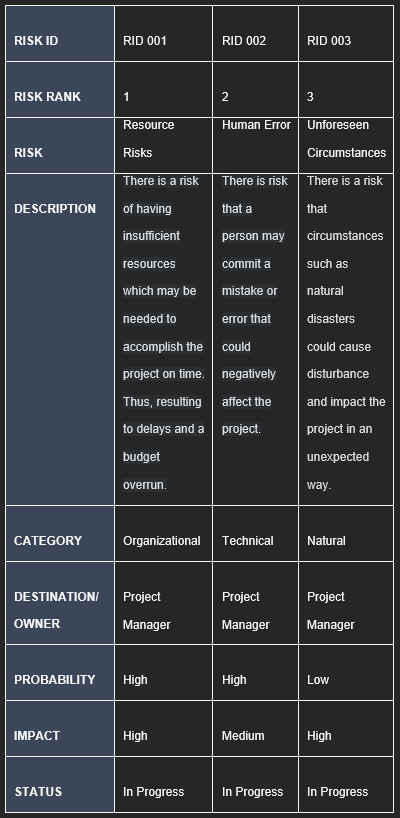 RISK ID RID 001 RID 002 RID 003
RISK RANK 1 2 3
RISK
Resource
Risks
Human Error
Unforeseen
Circumstances
DESCRIPTION
There is a risk
of having
insufficient
resources
which may be
needed to
accomplish the
project on time.
Thus, resulting
to delays and a
budget
overrun.
There is risk
that a
person may
commit a
mistake or
error that
could
negatively
affect the
project.
There is a risk
that
circumstances
such as
natural
disasters
could cause
disturbance
and impact the
project in an
unexpected
way.
CATEGORY Organizational Technical Natural
DESTINATION/
OWNER
Project
Manager
Project
Manager
Project
Manager
PROBABILITY High High Low
IMPACT High Medium High
STATUS In Progress In Progress In Progress